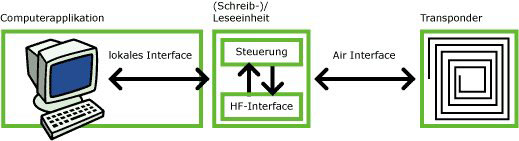 Computerapplikation
(Schreib-)/
Leseeinheit
Transponder
lokales Interface
Steuerung
HF-Interface
Air Interface